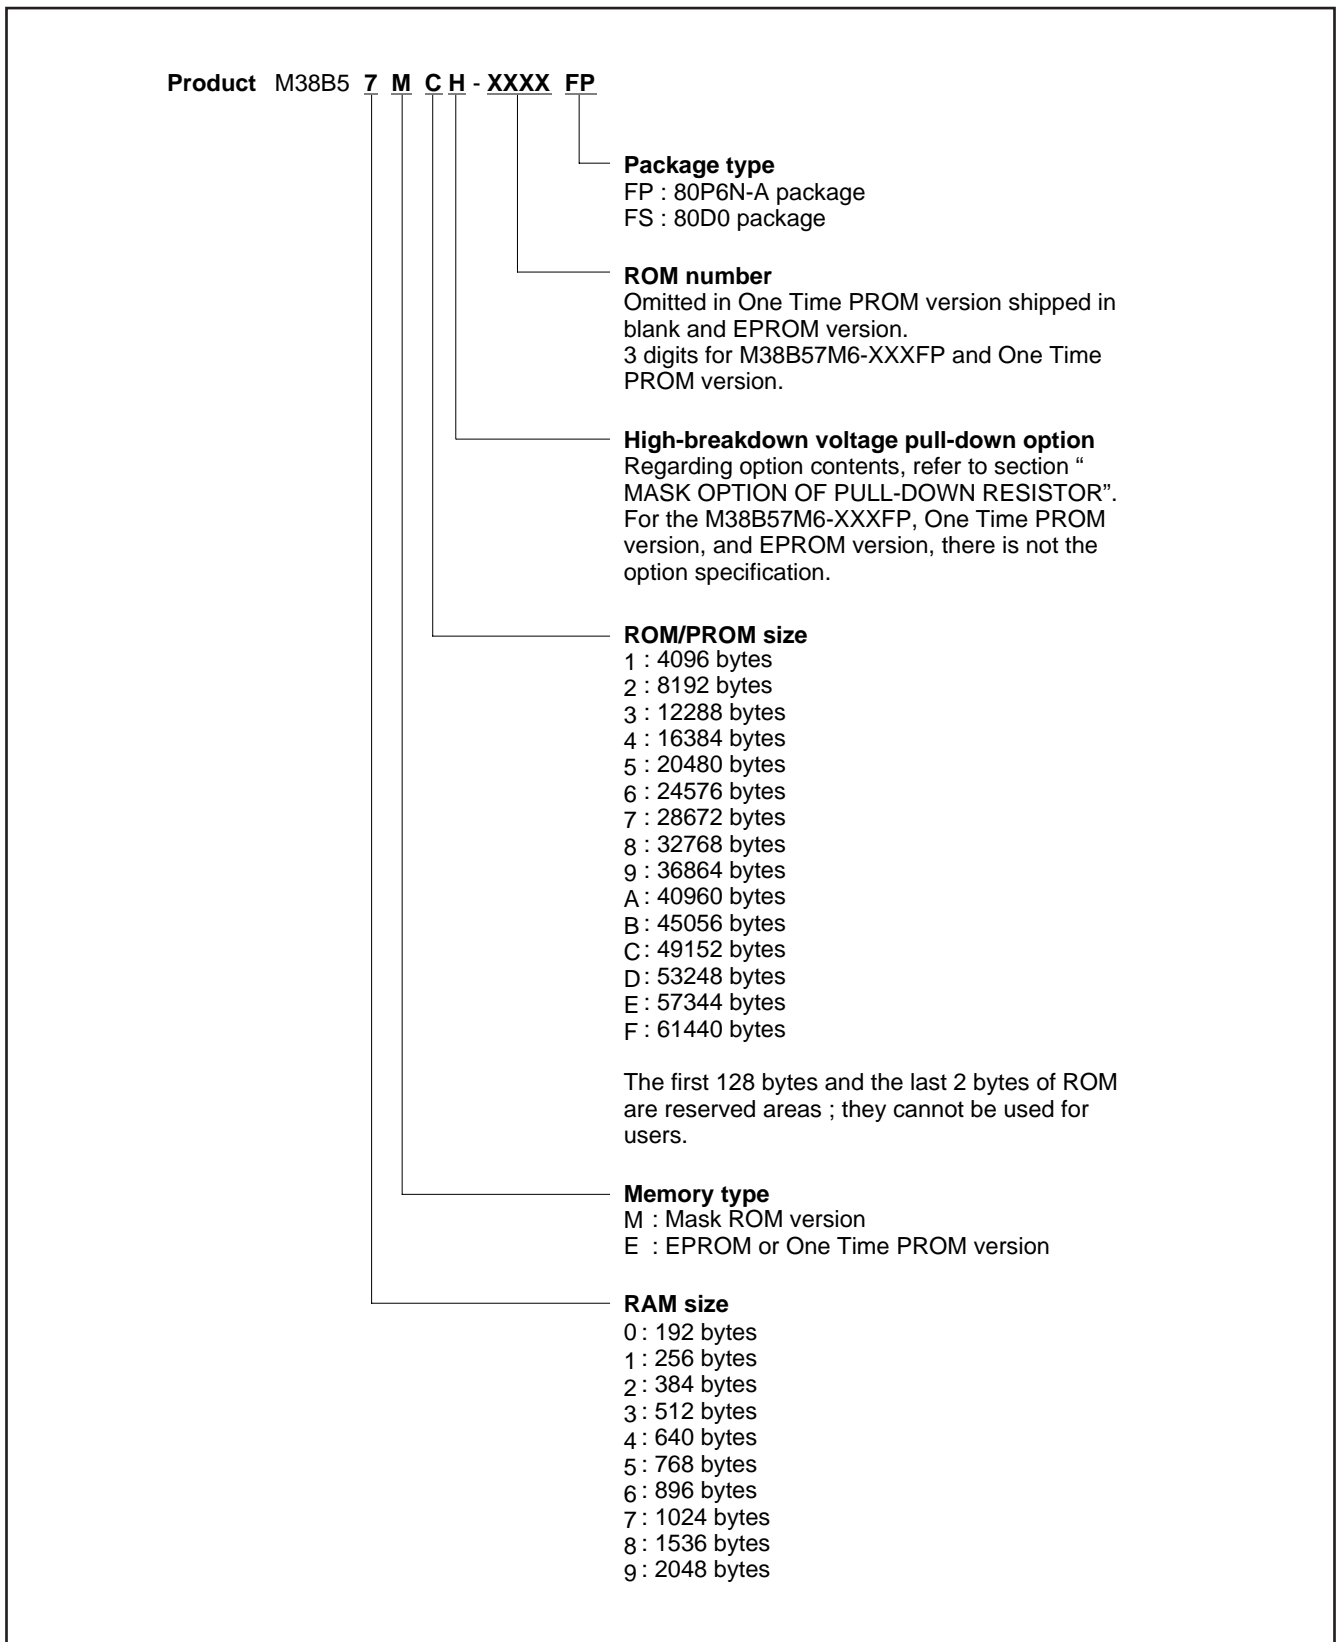 Product M38B5 7 M C H - XXXX FP
Package type
FP : 80P6N-A package
FS : 80D0 package
ROM number
Omitted in One Time PROM version shipped in
blank and EPROM version.
3 digits for M38B57M6-XXXFP and One Time
PROM version.
High-breakdown voltage pull-down option
Regarding option contents, refer to section “
MASK OPTION OF PULL-DOWN RESISTOR”.
For the M38B57M6-XXXFP, One Time PROM
version, and EPROM version, there is not the
option specification.
ROM/PROM size
1 : 4096 bytes
2 : 8192 bytes
3 : 12288 bytes
4 : 16384 bytes
5 : 20480 bytes
6 : 24576 bytes
7 : 28672 bytes
8 : 32768 bytes
9 : 36864 bytes
A : 40960 bytes
B : 45056 bytes
C : 49152 bytes
D : 53248 bytes
E : 57344 bytes
F : 61440 bytes
The first 128 bytes and the last 2 bytes of ROM
are reserved areas ; they cannot be used for
users.
Memory type
M : Mask ROM version
E : EPROM or One Time PROM version
RAM size
0 : 192 bytes
1 : 256 bytes
2 : 384 bytes
3 : 512 bytes
4 : 640 bytes
5 : 768 bytes
6 : 896 bytes
7 : 1024 bytes
8 : 1536 bytes
9 : 2048 bytes